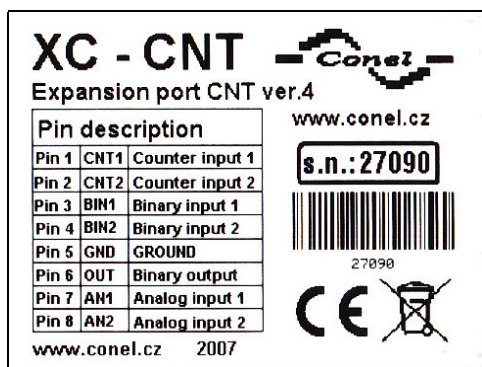 XC - CNT
Conel
Expansion port CNT ver.4
www.conel.cz
Pin description
Pin 1 CNT1 Counter input 1
Pin 2 CNT2 Counter input 2
Pin 3 BIN1 Binary input 1
Pin 4 BIN2 Binary input 2
Pin 5 GND GROUND
Pin 6 OUT Binary output
Pin 7 AN1 Analog input 1
Pin 8 AN2 Analog input 2
s.n.:27090
27090
CE
www.conel.cz 2007